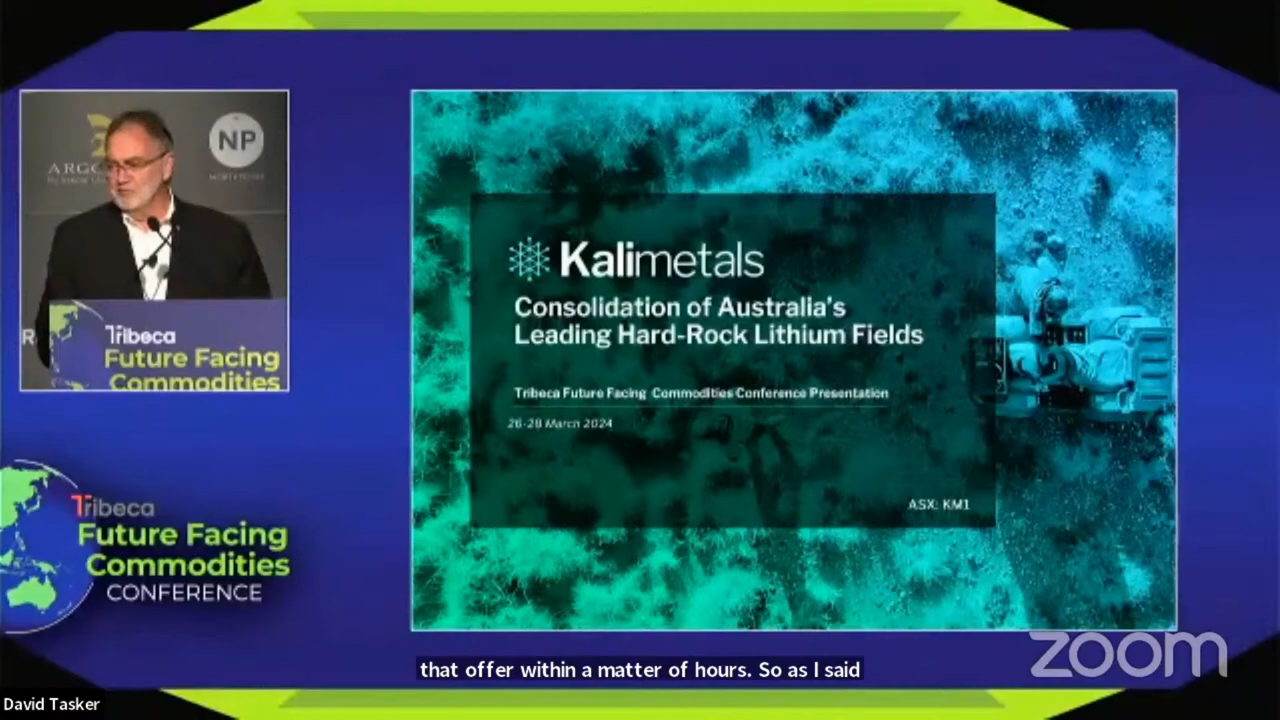 NP
Tribeca
Future Facing
Commodities
Tribeca
Future Facing
Commodities
CONFERENCE
Kalimetals
Consolidation of Australia's
Leading Hard-Rock Lithium Fields
Tribeca Future Facing Commodities Conference Presentation
26-28 March 2024
ASX: KM1
that offer within a matter of hours. So as I said
zoom
David Tasker